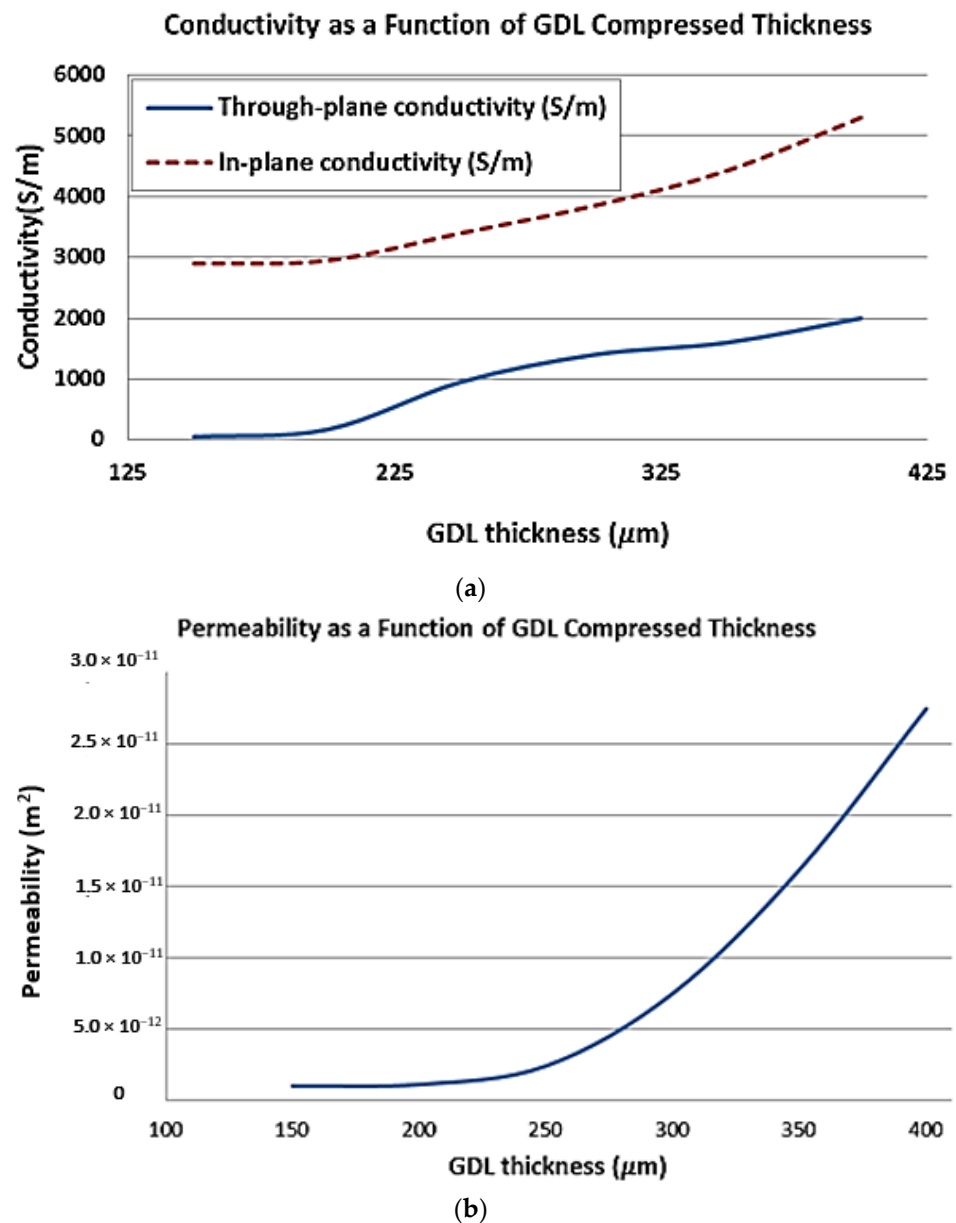 Conductivity as a Function of GDL Compressed Thickness
6000
5000
4000
3000
2000
1000
0
Conductivity(S/m)
Through-plane conductivity (S/m)
In-plane conductivity (S/m)
125 225 325 425
GDL thickness (μm)
(a)
Permeability as a Function of GDL Compressed Thickness
3.0 × 10⁻¹¹
2.5 × 10⁻¹¹
2.0 × 10⁻¹¹
1.5 × 10⁻¹¹
1.0 × 10⁻¹¹
5.0 × 10⁻¹²
0
Permeability (m²)
100 150 200 250 300 350 400
GDL thickness (μm)
(b)